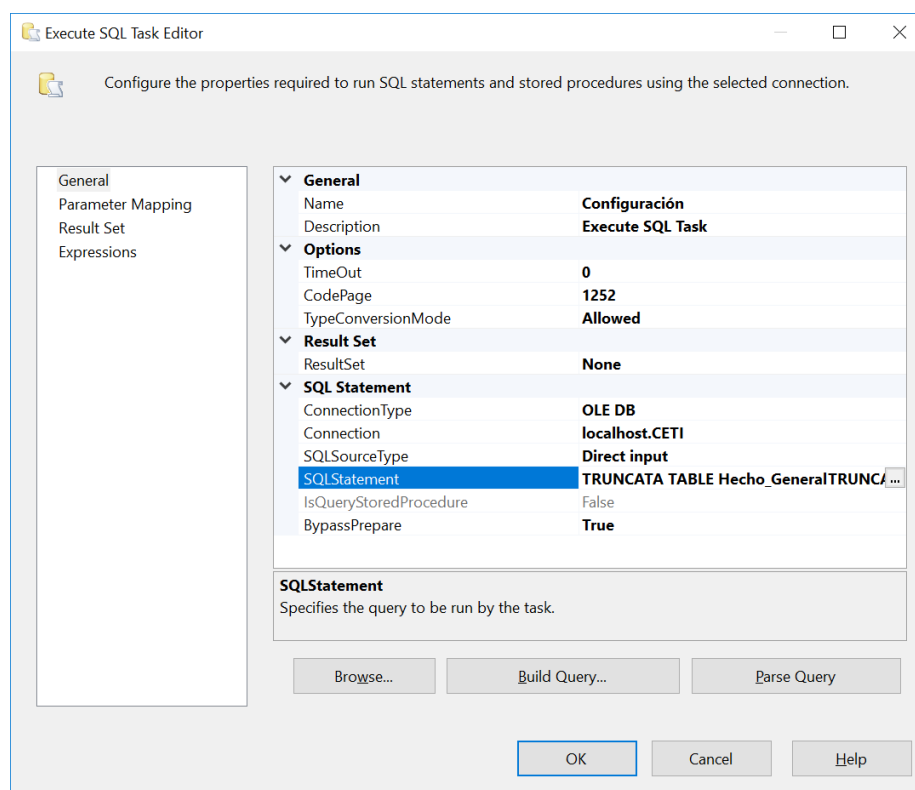 Execute SQL Task Editor
Configure the properties required to run SQL statements and stored procedures using the selected connection.
General
Parameter Mapping
Result Set
Expressions
General
Name Configuración
Description Execute SQL Task
Options
TimeOut 0
CodePage 1252
TypeConversionMode Allowed
Result Set
ResultSet None
SQL Statement
ConnectionType OLE DB
Connection localhost.CETI
SQLSourceType Direct input
SQLStatement TRUNCATA TABLE Hecho_GeneralTRUNCA ...
IsQueryStoredProcedure False
BypassPrepare True
SQLStatement
Specifies the query to be run by the task.
Browse... Build Query... Parse Query
OK Cancel Help